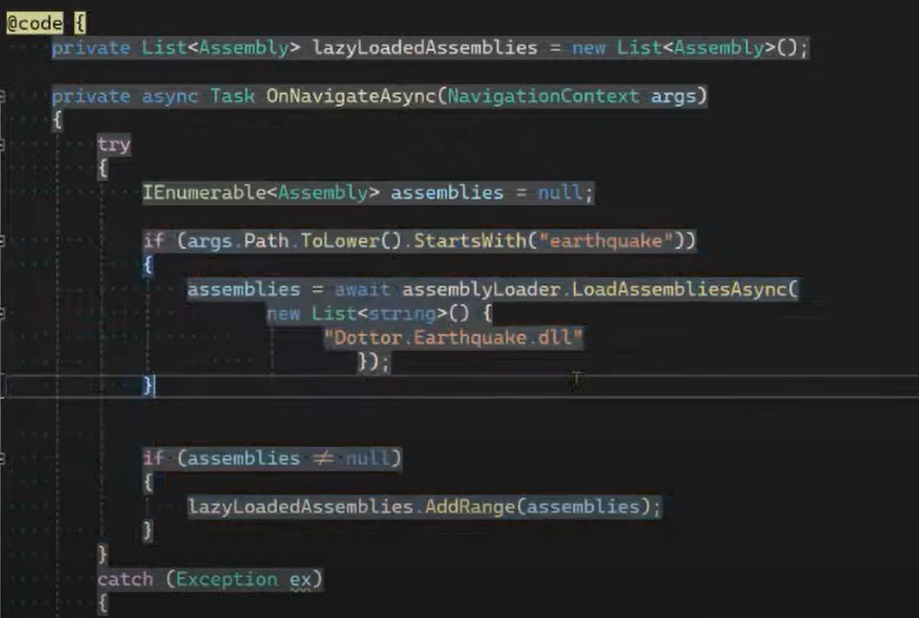 @code {
private List<Assembly> lazyLoadedAssemblies = new List<Assembly>();
private async Task OnNavigateAsync(NavigationContext args)
{
try
{
IEnumerable<Assembly> assemblies = null;
if (args.Path.ToLower().StartsWith("earthquake"))
{
assemblies = await assemblyLoader.LoadAssembliesAsync(
new List<string>() {
"Dottor.Earthquake.dll"
});
}
if (assemblies ≠ null)
{
lazyLoadedAssemblies.AddRange(assemblies);
}
}
catch (Exception ex)
{